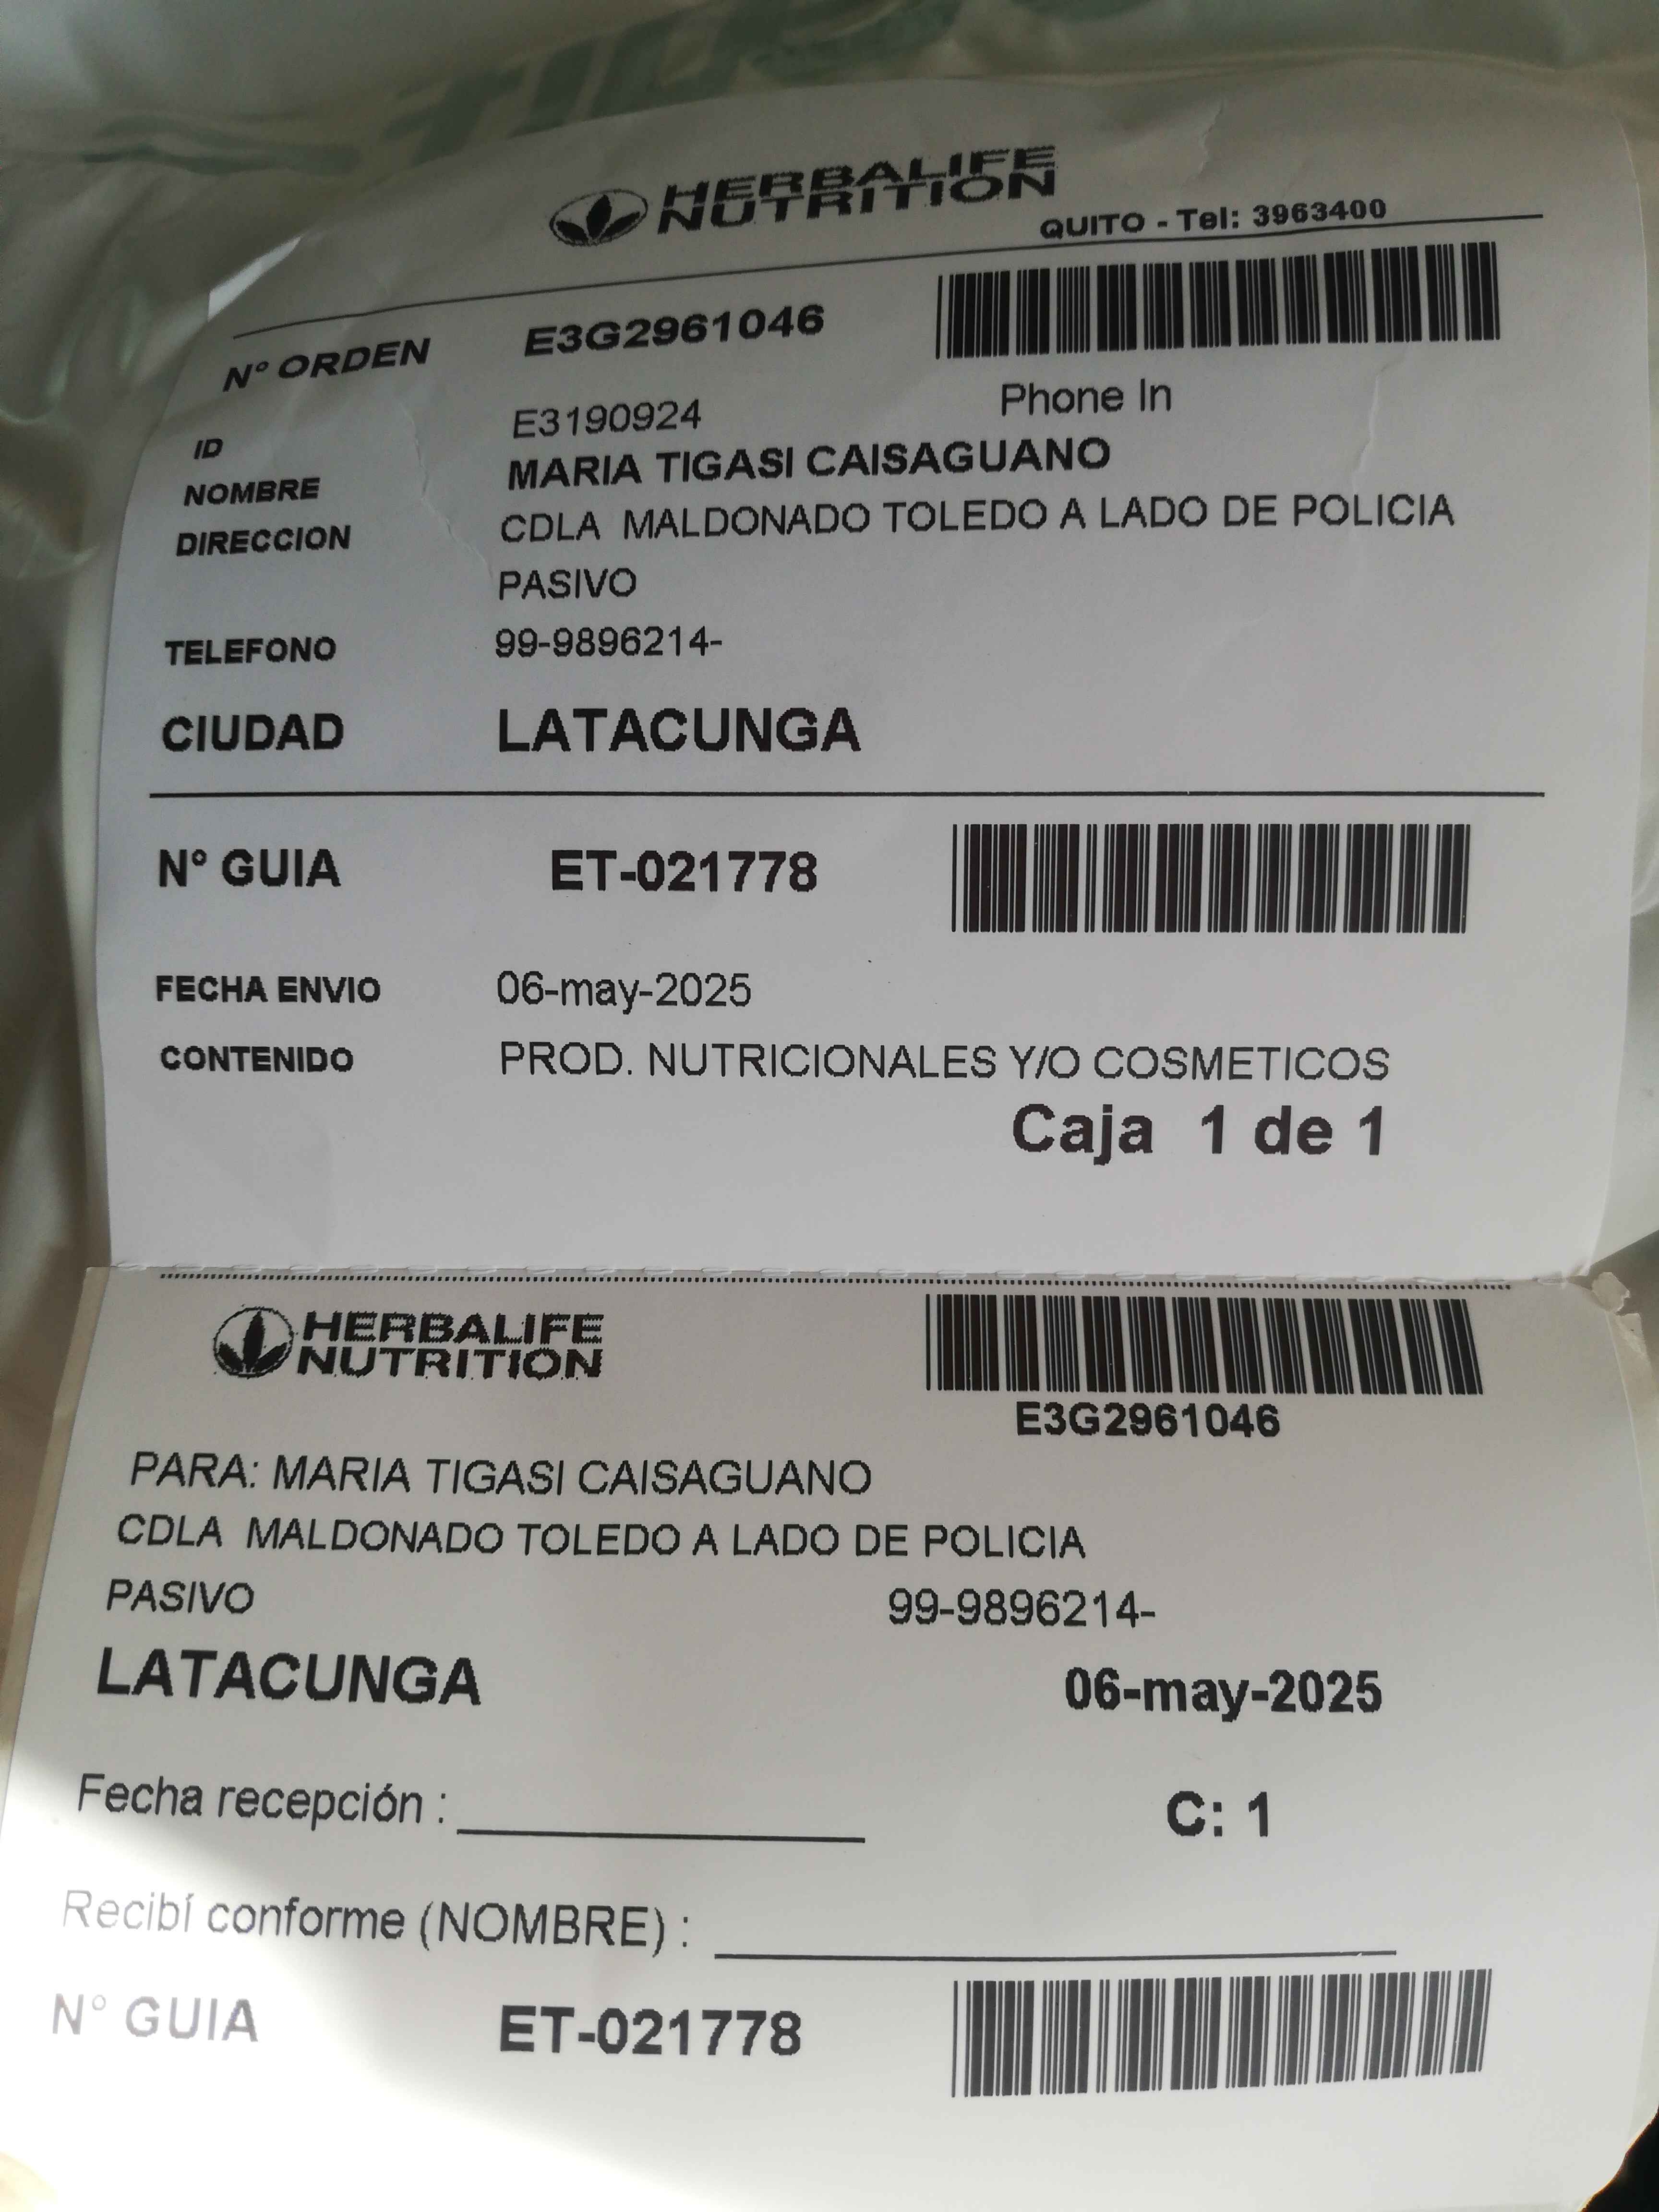 HERBALIFE
NUTRITION
QUITO - Tel: 3963400
N° ORDEN E3G2961046
Phone In
ID E3190924
NOMBRE MARIA TIGASI CAISAGUANO
DIRECCION CDLA MALDONADO TOLEDO A LADO DE POLICIA
PASIVO
TELEFONO 99-9896214-
CIUDAD LATACUNGA
N° GUIA ET-021778
FECHA ENVIO 06-may-2025
CONTENIDO PROD. NUTRICIONALES Y/O COSMETICOS
Caja 1 de 1
HERBALIFE
NUTRITION
E3G2961046
PARA: MARIA TIGASI CAISAGUANO
CDLA MALDONADO TOLEDO A LADO DE POLICIA
PASIVO 99-9896214-
LATACUNGA 06-may-2025
Fecha recepción :
C: 1
Recibí conforme (NOMBRE) :
N° GUIA ET-021778